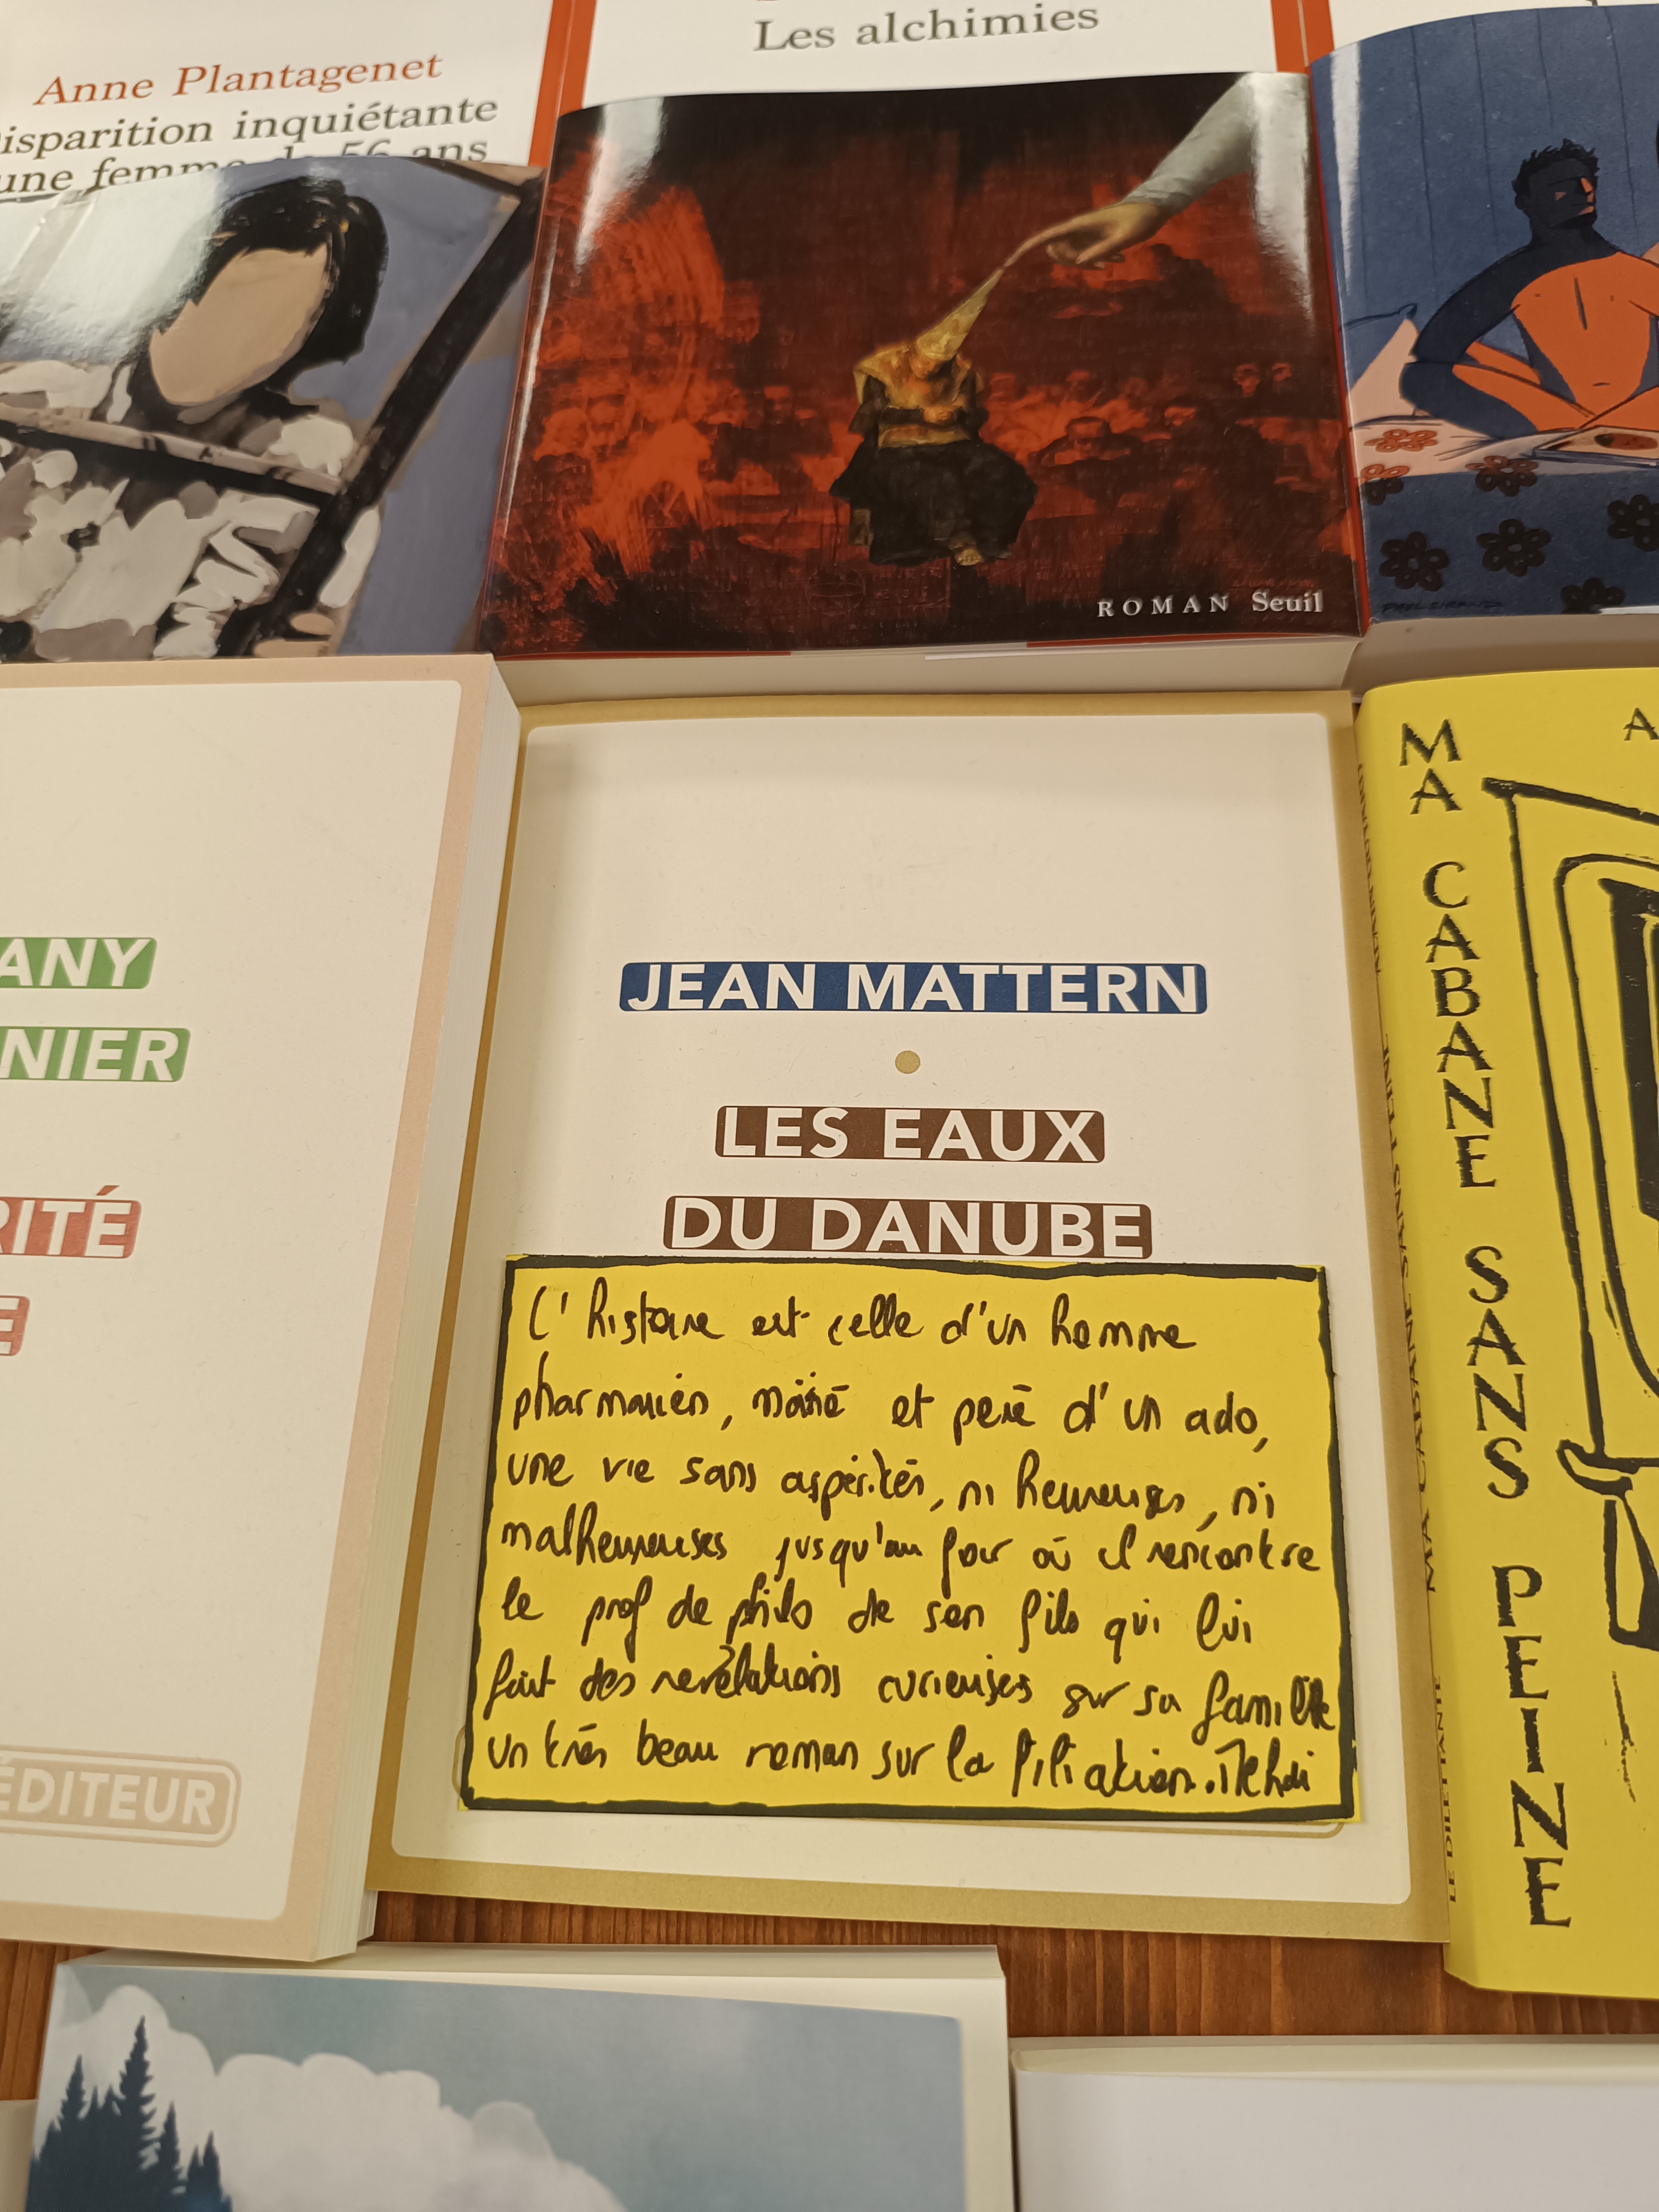 Anne Plantagenet
isparition inquiétante
une femme de 56 ans
Les alchimies
ROMAN Seuil
ANY
NIER
RITÉ
E
ÉDITEUR
JEAN MATTERN
LES EAUX
DU DANUBE
L'histoire est celle d'un homme
pharmacien, marié et père d'un ado,
une vie sans aspérités, ni heureuses, ni
malheureuses jusqu'au jour où il rencontre
le prof de philo de son fils qui lui
fait des révélations curieuses sur sa famille
un très beau roman sur la filiation. Mehdi
MA CABANE SANS PEINE
A
MA CABANE SANS PEINE
LE DILETTANTE